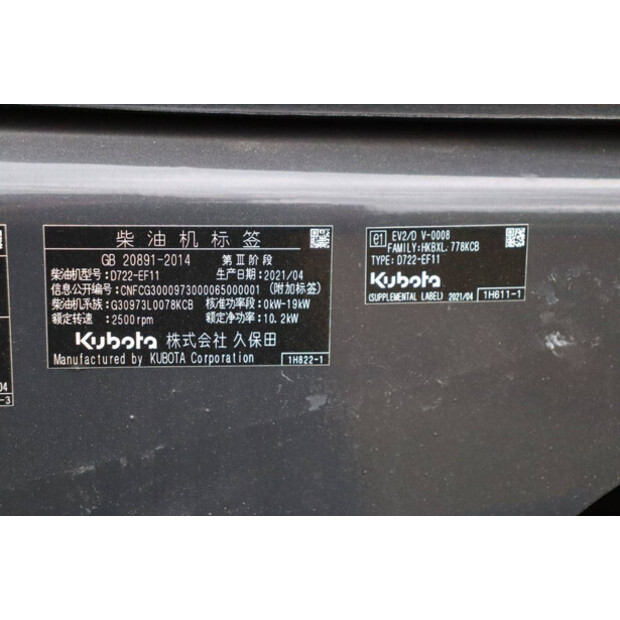 柴油机标签
GB 20891-2014 第Ⅲ阶段
柴油机型号: D722-EF11 生产日期: 2021/04
信息公开编号: CNFCG3000973000065000001 (附加标签)
柴油机系族: G30973L0078KCB 核准功率段: 0kW-19kW
额定转速: 2500rpm 额定净功率: 10.2kW
Kubota 株式会社 久保田
Manufactured by KUBOTA Corporation 1H822-1
e1 EV2/D V-0008
FAMILY: HKBXL.778KCB
TYPE: D722-EF11
Kubota
(SUPPLEMENTAL LABEL) 2021/04 1H611-1
04
-3